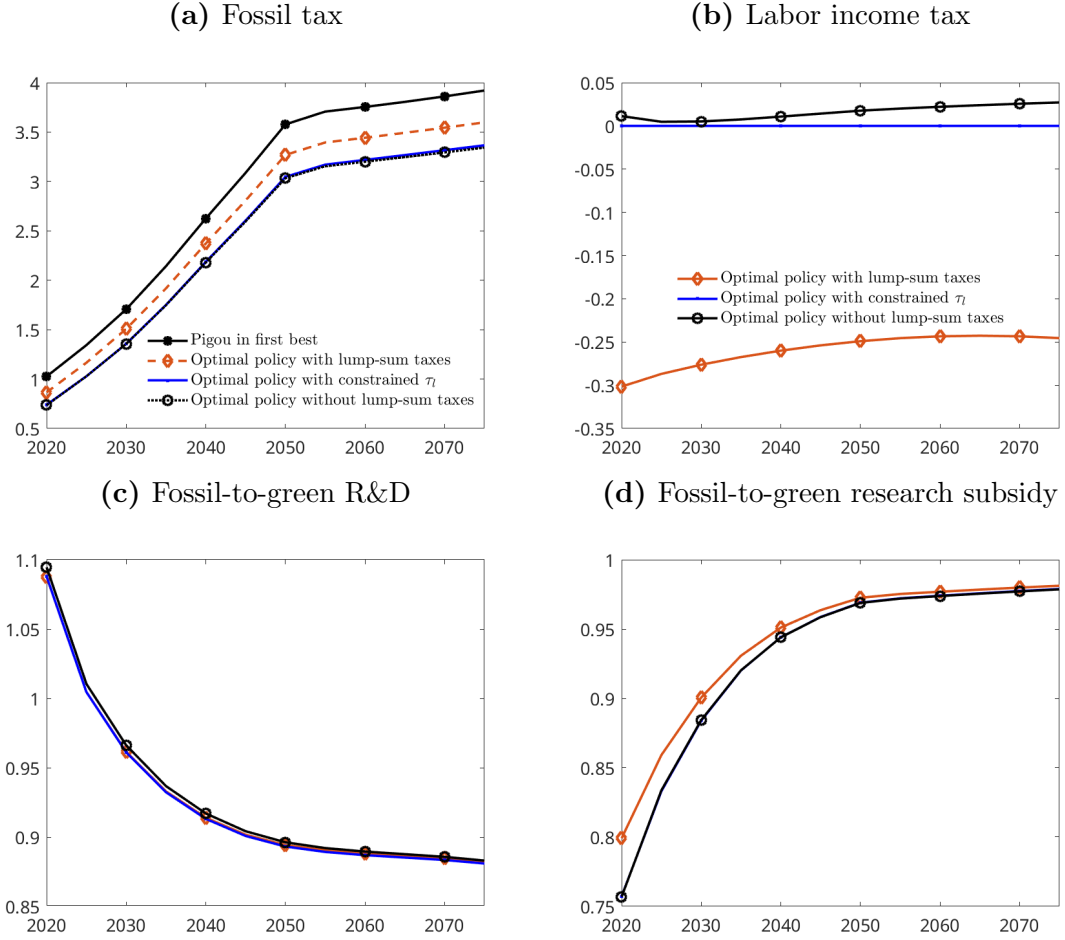 (a) Fossil tax
(b) Labor income tax
4
3.5
3
2.5
2
1.5
1
0.5
Pigou in first best
Optimal policy with lump-sum taxes
Optimal policy with constrained τl
Optimal policy without lump-sum taxes
2020 2030 2040 2050 2060 2070
0.05
0
-0.05
-0.1
-0.15
-0.2
-0.25
-0.3
-0.35
Optimal policy with lump-sum taxes
Optimal policy with constrained τl
Optimal policy without lump-sum taxes
2020 2030 2040 2050 2060 2070
(c) Fossil-to-green R&D
(d) Fossil-to-green research subsidy
1.1
1.05
1
0.95
0.9
0.85
2020 2030 2040 2050 2060 2070
1
0.95
0.9
0.85
0.8
0.75
2020 2030 2040 2050 2060 2070